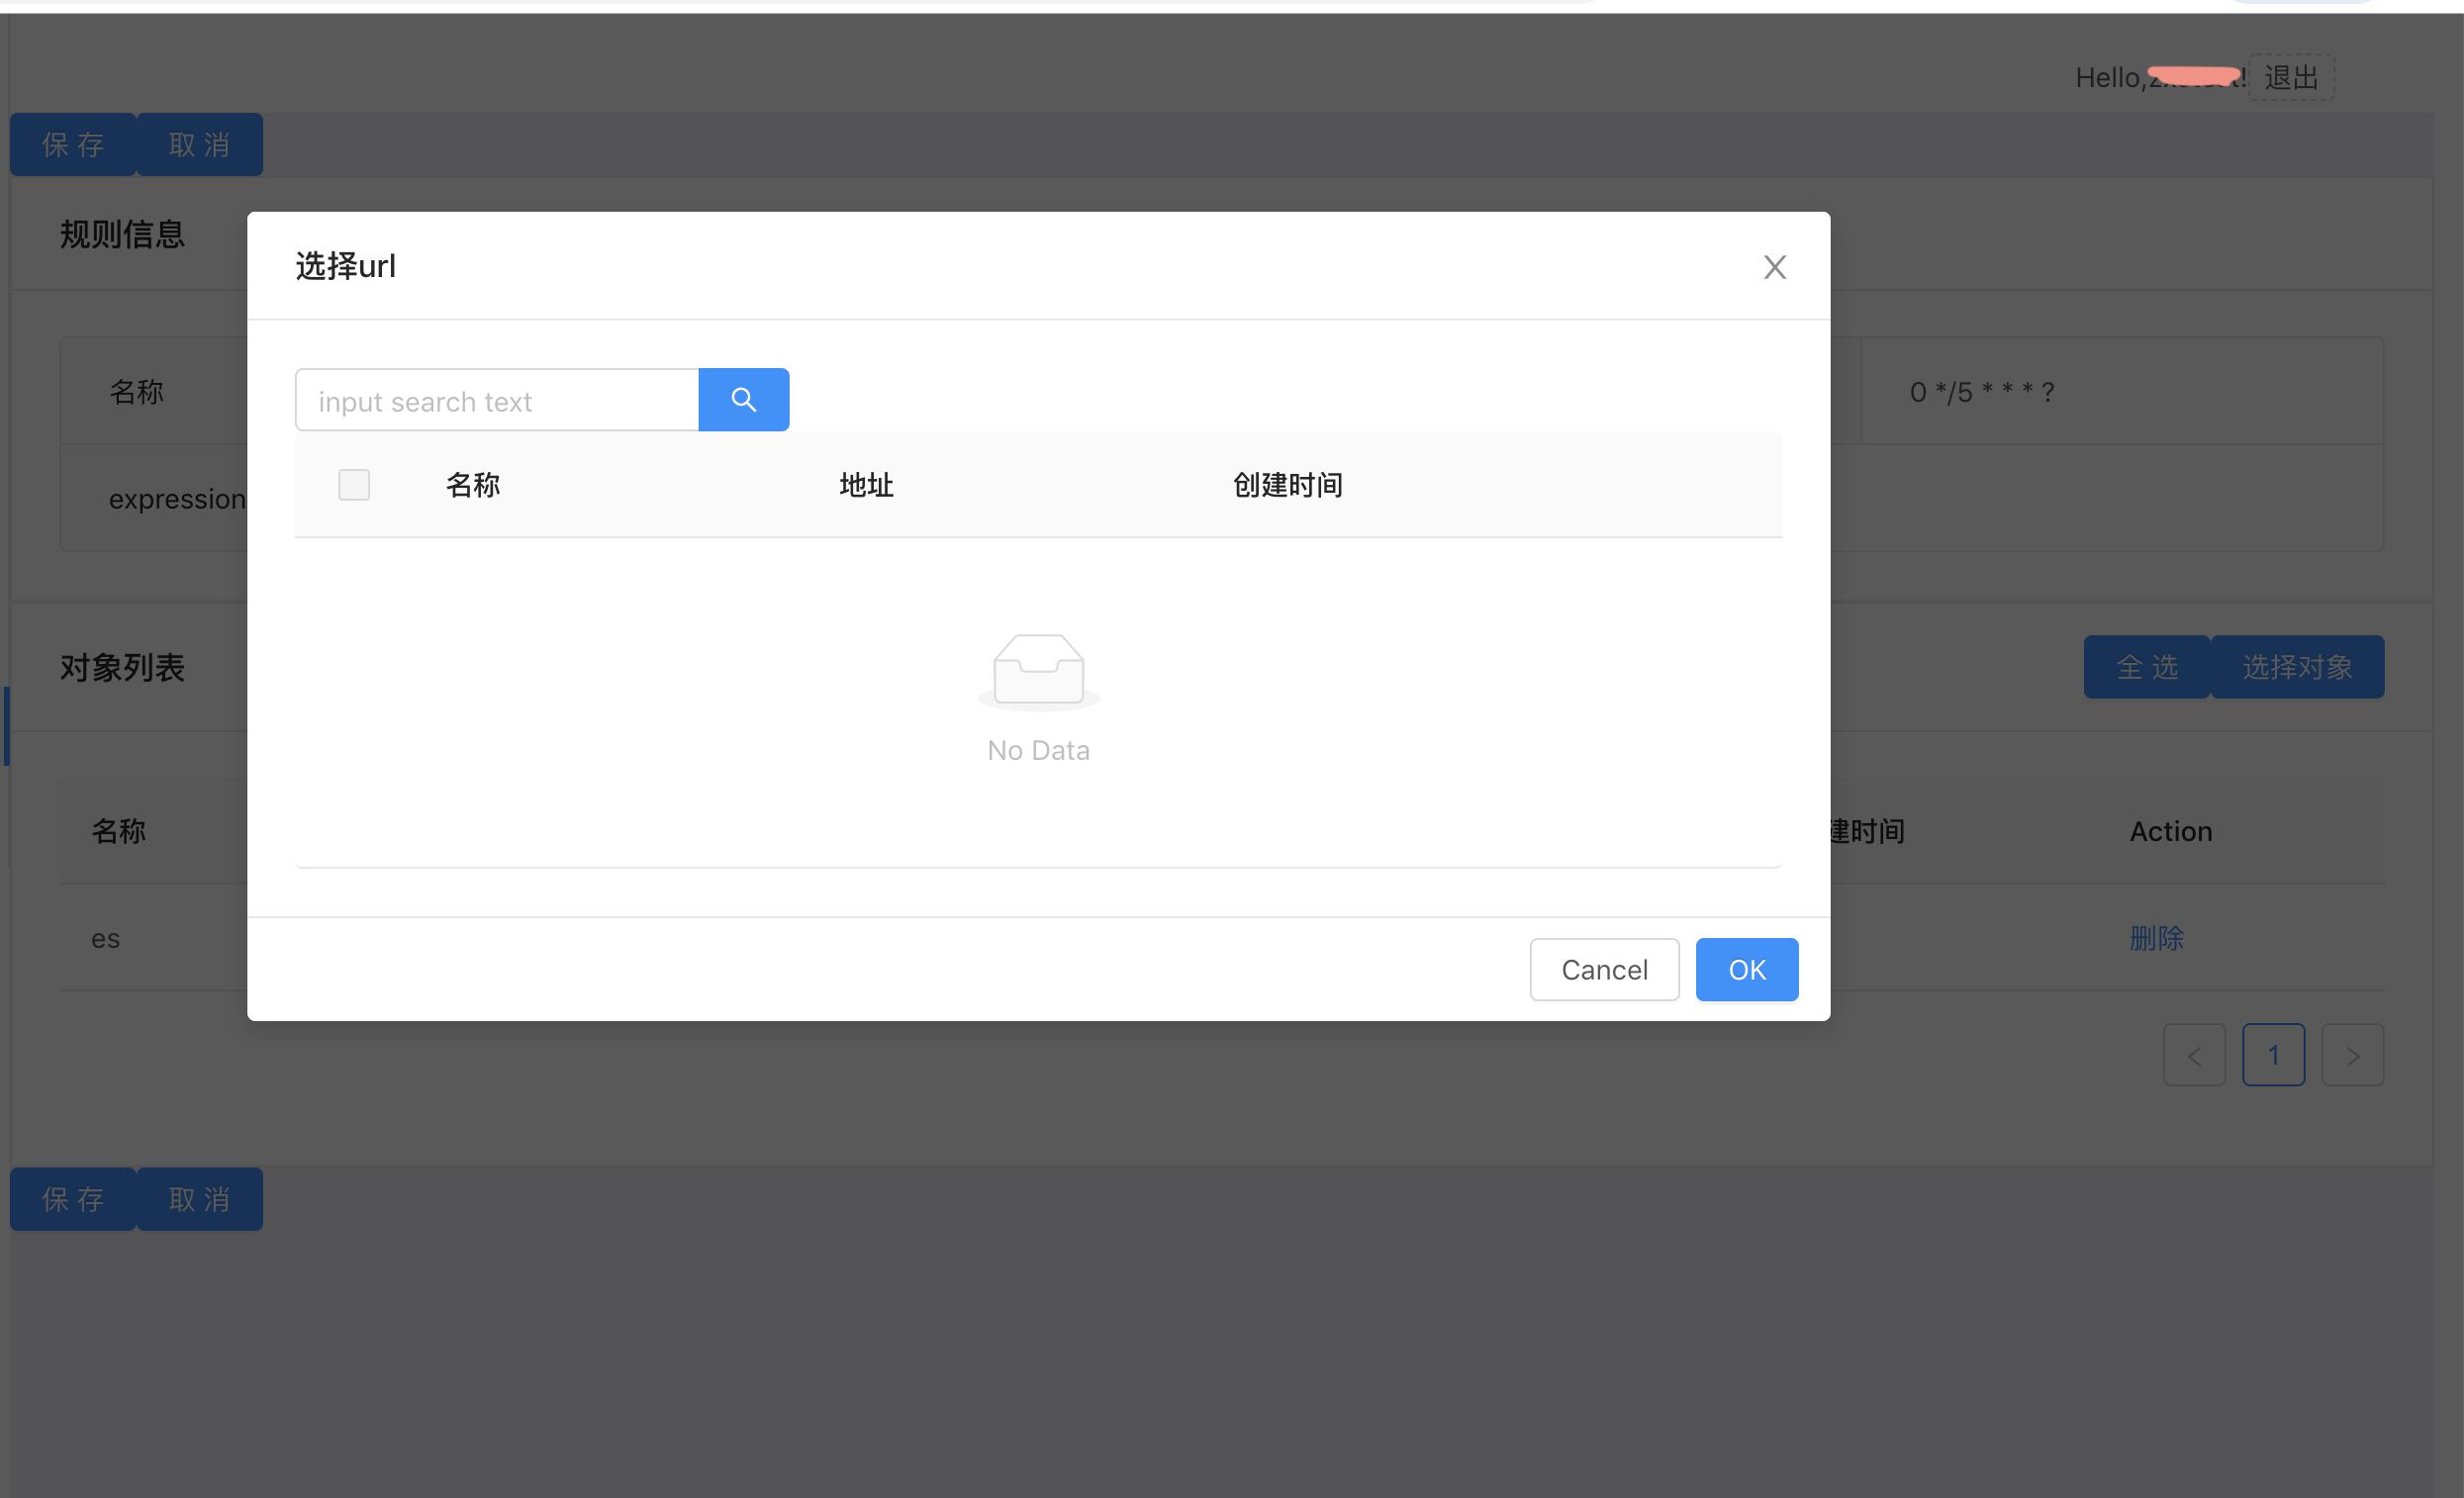 Hello, 退出
保存 取消
规则信息
选择url
名称 0 */5 * * * ?
input search text
名称 地址 创建时间
expression
对象列表 全选 选择对象
No Data
名称 建时间 Action
es 删除
Cancel OK
< 1 >
保存 取消